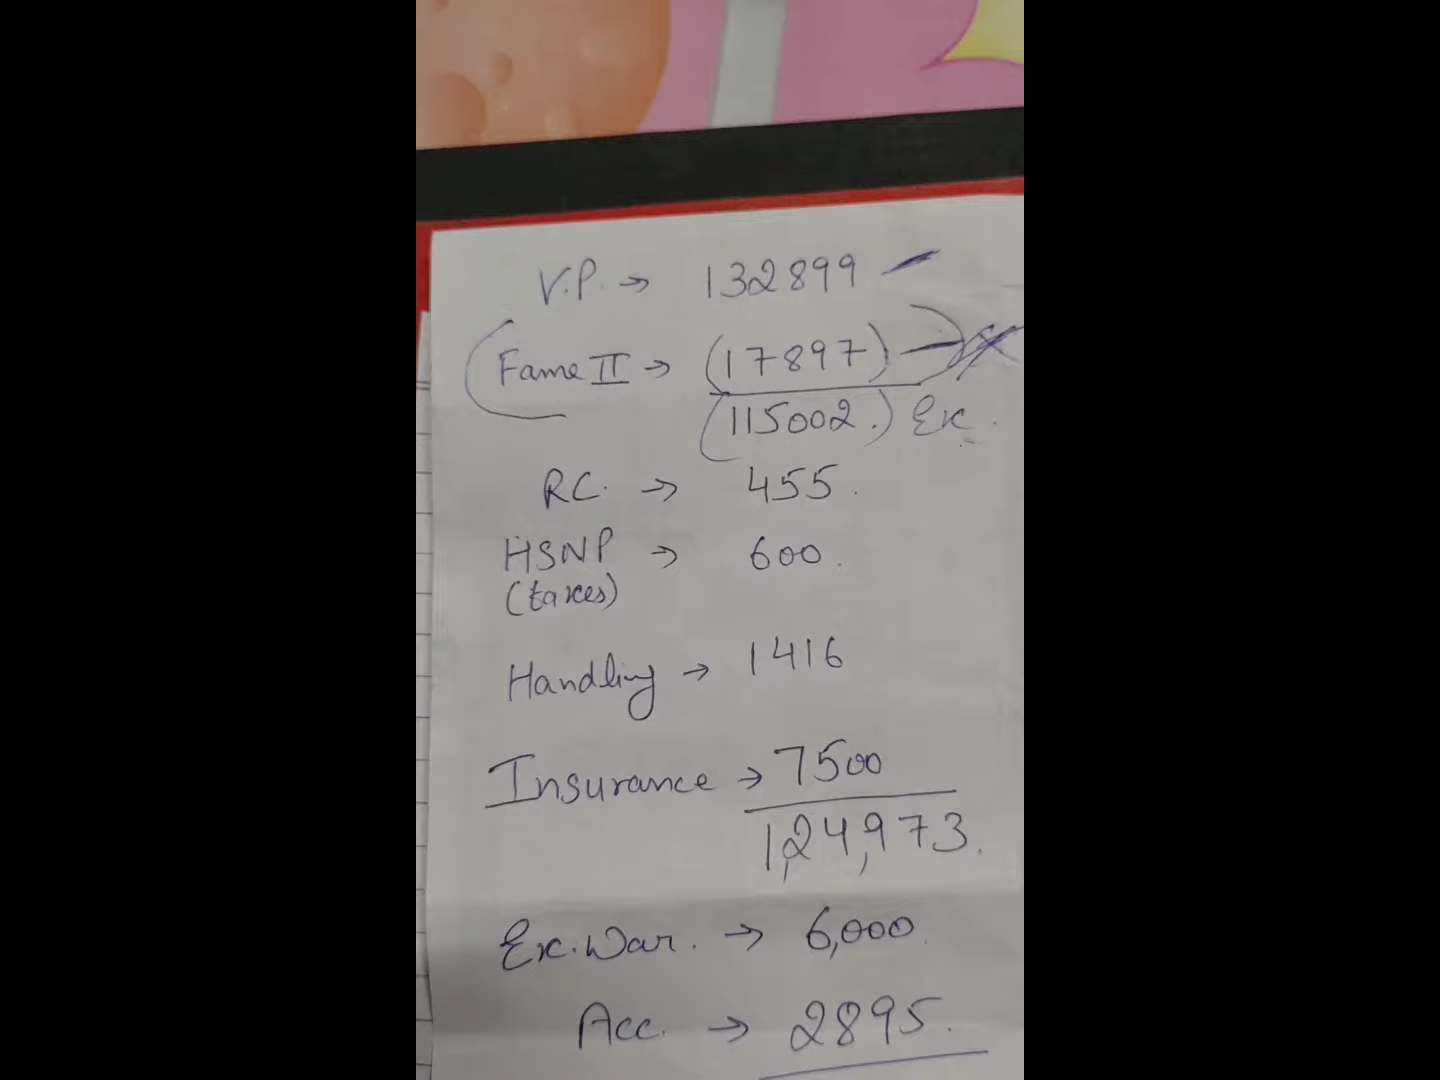 V.P. → 132899 -
Fame II → (17897) -
(115002.) Ex.
RC. → 455.
HSNP → 600.
(taxes)
Handling → 1416
Insurance → 7500
1,24,973.
Ex. War. → 6,000.
Acc. → 2895.